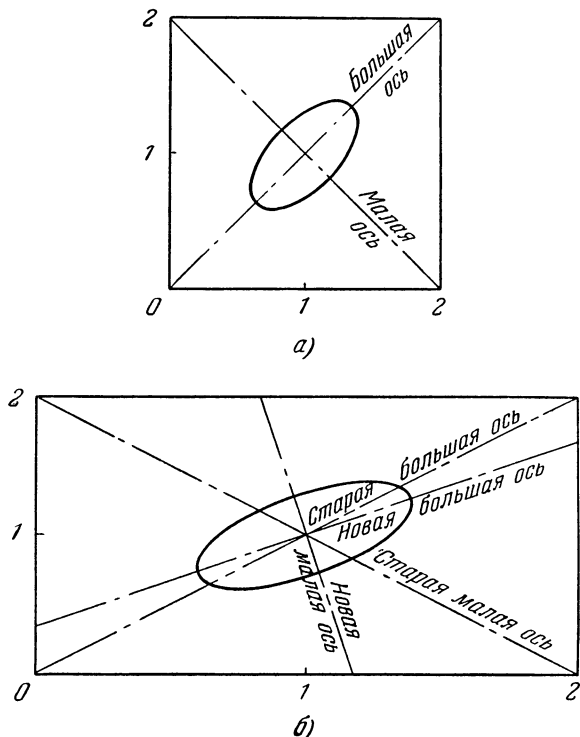 2
большая
ось
1
Малая
ось
0
1
2
а)
2
большая ось
Старая
Новая большая ось
1
Старая малая ось
Новая
малая ось
0
1
2
б)